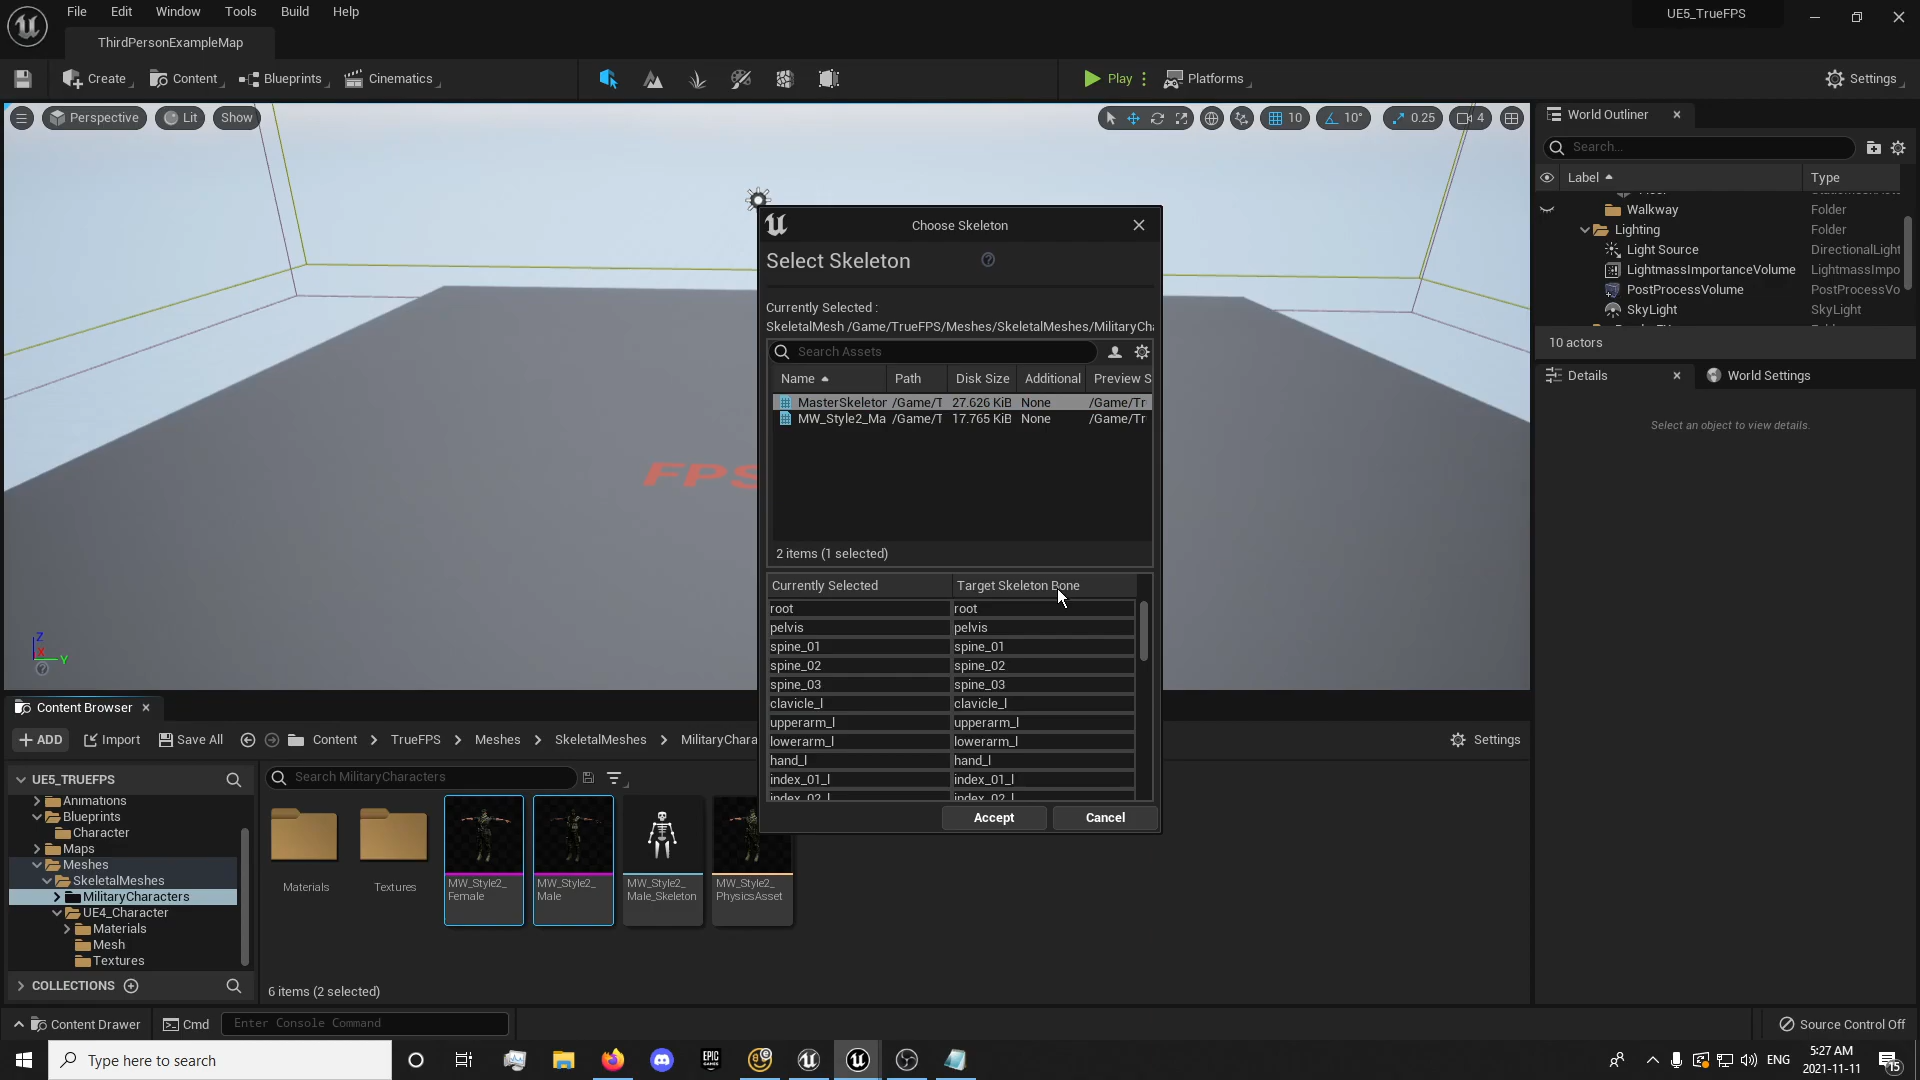 File Edit Window Tools Build Help
UE5_TrueFPS
ThirdPersonExampleMap
Create
Content
Blueprints
Cinematics
Play
Platforms
Settings
Perspective
Lit
Show
10
10°
0.25
4
FPS
World Outliner
Search...
Label
Type
Walkway Folder
Lighting Folder
Light Source DirectionalLight
LightmassImportanceVolume LightmassImpo
PostProcessVolume PostProcessVo
SkyLight SkyLight
10 actors
Details
World Settings
Select an object to view details.
Choose Skeleton
Select Skeleton
Currently Selected :
SkeletalMesh /Game/TrueFPS/Meshes/SkeletalMeshes/MilitaryCha
Search Assets
Name Path Disk Size Additional Preview S
MasterSkeleton /Game/T 27.626 KiB None /Game/Tr
MW_Style2_Ma /Game/T 17.765 KiB None /Game/Tr
2 items (1 selected)
Currently Selected Target Skeleton Bone
root root
pelvis pelvis
spine_01 spine_01
spine_02 spine_02
spine_03 spine_03
clavicle_l clavicle_l
upperarm_l upperarm_l
lowerarm_l lowerarm_l
hand_l hand_l
index_01_l index_01_l
index_02_l index_02_l
Accept
Cancel
Z
X
Y
Content Browser
ADD
Import
Save All
Content
TrueFPS
Meshes
SkeletalMeshes
MilitaryChara
Settings
UE5_TRUEFPS
Search MilitaryCharacters
Animations
Blueprints
Character
Maps
Meshes
SkeletalMeshes
MilitaryCharacters
UE4_Character
Materials
Mesh
Textures
COLLECTIONS
Materials
Textures
MW_Style2_
Female
MW_Style2_
Male
MW_Style2_
Male_Skeleton
MW_Style2_
PhysicsAsset
6 items (2 selected)
Content Drawer
Cmd
Enter Console Command
Source Control Off
Type here to search
EPIC
ENG
5:27 AM
2021-11-11
15